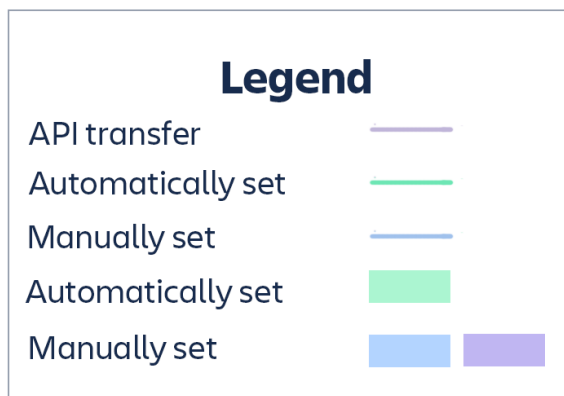 Legend
API transfer
Automatically set
Manually set
Automatically set
Manually set